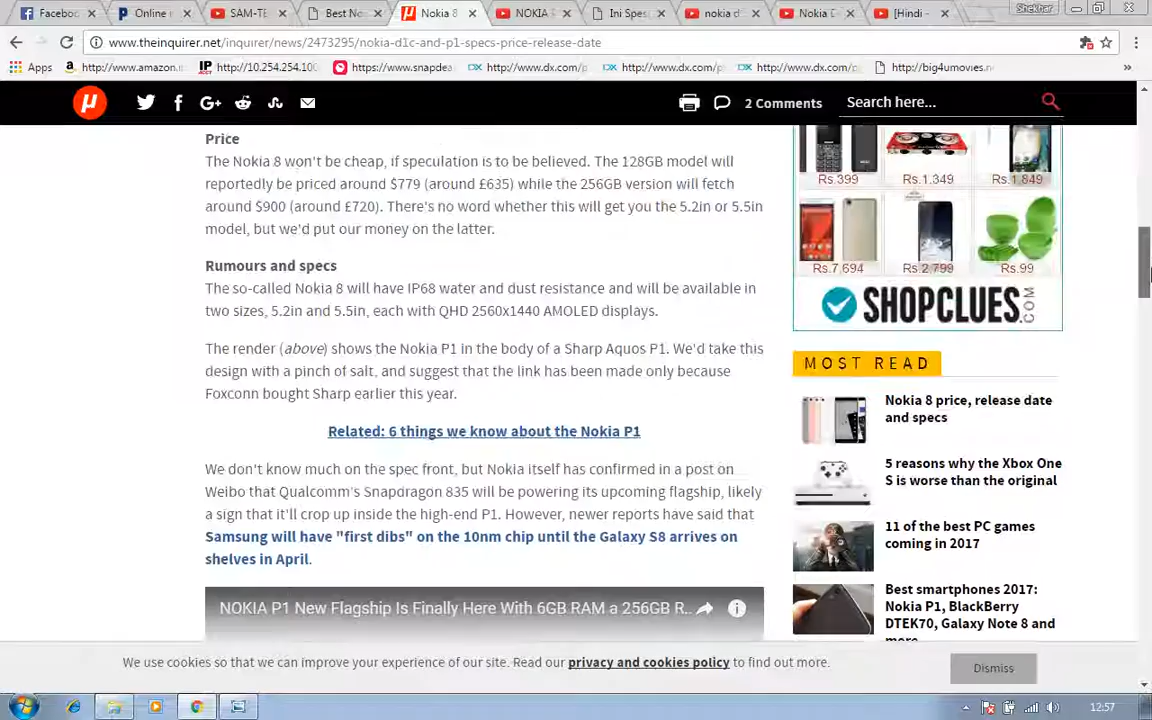 Facebo
Online n
SAM-TE
Best No
Nokia 8
NOKIA
Ini Spes
nokia d
Nokia D
[Hindi -
Shekhar
www.theinquirer.net/inquirer/news/2473295/nokia-d1c-and-p1-specs-price-release-date
Apps
http://www.amazon.i
http://10.254.254.100
https://www.snapdea
http://www.dx.com/p
http://www.dx.com/p
http://www.dx.com/p
http://big4umovies.n
»
µ
2 Comments
Search here...
Price
The Nokia 8 won't be cheap, if speculation is to be believed. The 128GB model will
reportedly be priced around $779 (around £635) while the 256GB version will fetch
around $900 (around £720). There's no word whether this will get you the 5.2in or 5.5in
model, but we'd put our money on the latter.
Rumours and specs
The so-called Nokia 8 will have IP68 water and dust resistance and will be available in
two sizes, 5.2in and 5.5in, each with QHD 2560x1440 AMOLED displays.
The render (above) shows the Nokia P1 in the body of a Sharp Aquos P1. We'd take this
design with a pinch of salt, and suggest that the link has been made only because
Foxconn bought Sharp earlier this year.
Related: 6 things we know about the Nokia P1
We don't know much on the spec front, but Nokia itself has confirmed in a post on
Weibo that Qualcomm's Snapdragon 835 will be powering its upcoming flagship, likely
a sign that it'll crop up inside the high-end P1. However, newer reports have said that
Samsung will have "first dibs" on the 10nm chip until the Galaxy S8 arrives on
shelves in April.
NOKIA P1 New Flagship Is Finally Here With 6GB RAM a 256GB R...
Rs.399
Rs.1,349
Rs.1,849
Rs.7,694
Rs.2,799
Rs.99
SHOPCLUES.COM
MOST READ
Nokia 8 price, release date
and specs
5 reasons why the Xbox One
S is worse than the original
11 of the best PC games
coming in 2017
Best smartphones 2017:
Nokia P1, BlackBerry
DTEK70, Galaxy Note 8 and
more
We use cookies so that we can improve your experience of our site. Read our privacy and cookies policy to find out more.
Dismiss
12:57